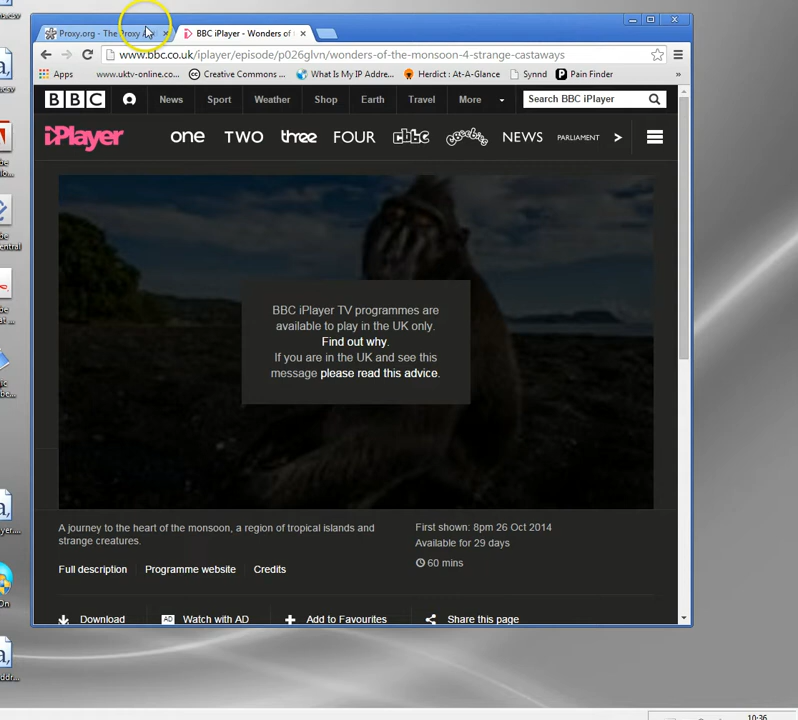 Proxy.org - The Proxy A
BBC iPlayer - Wonders of
www.bbc.co.uk/iplayer/episode/p026glvn/wonders-of-the-monsoon-4-strange-castaways
Apps www.uktv-online.co... Creative Commons ... What Is My IP Addre... Herdict : At-A-Glance Synnd Pain Finder »
BBC News Sport Weather Shop Earth Travel More Search BBC iPlayer
iPlayer one TWO three FOUR cbbc cbeebies NEWS PARLIAMENT >
BBC iPlayer TV programmes are
available to play in the UK only.
Find out why.
If you are in the UK and see this
message please read this advice.
A journey to the heart of the monsoon, a region of tropical islands and
strange creatures.
First shown: 8pm 26 Oct 2014
Available for 29 days
60 mins
Full description Programme website Credits
Download AD Watch with AD Add to Favourites Share this page
10:36